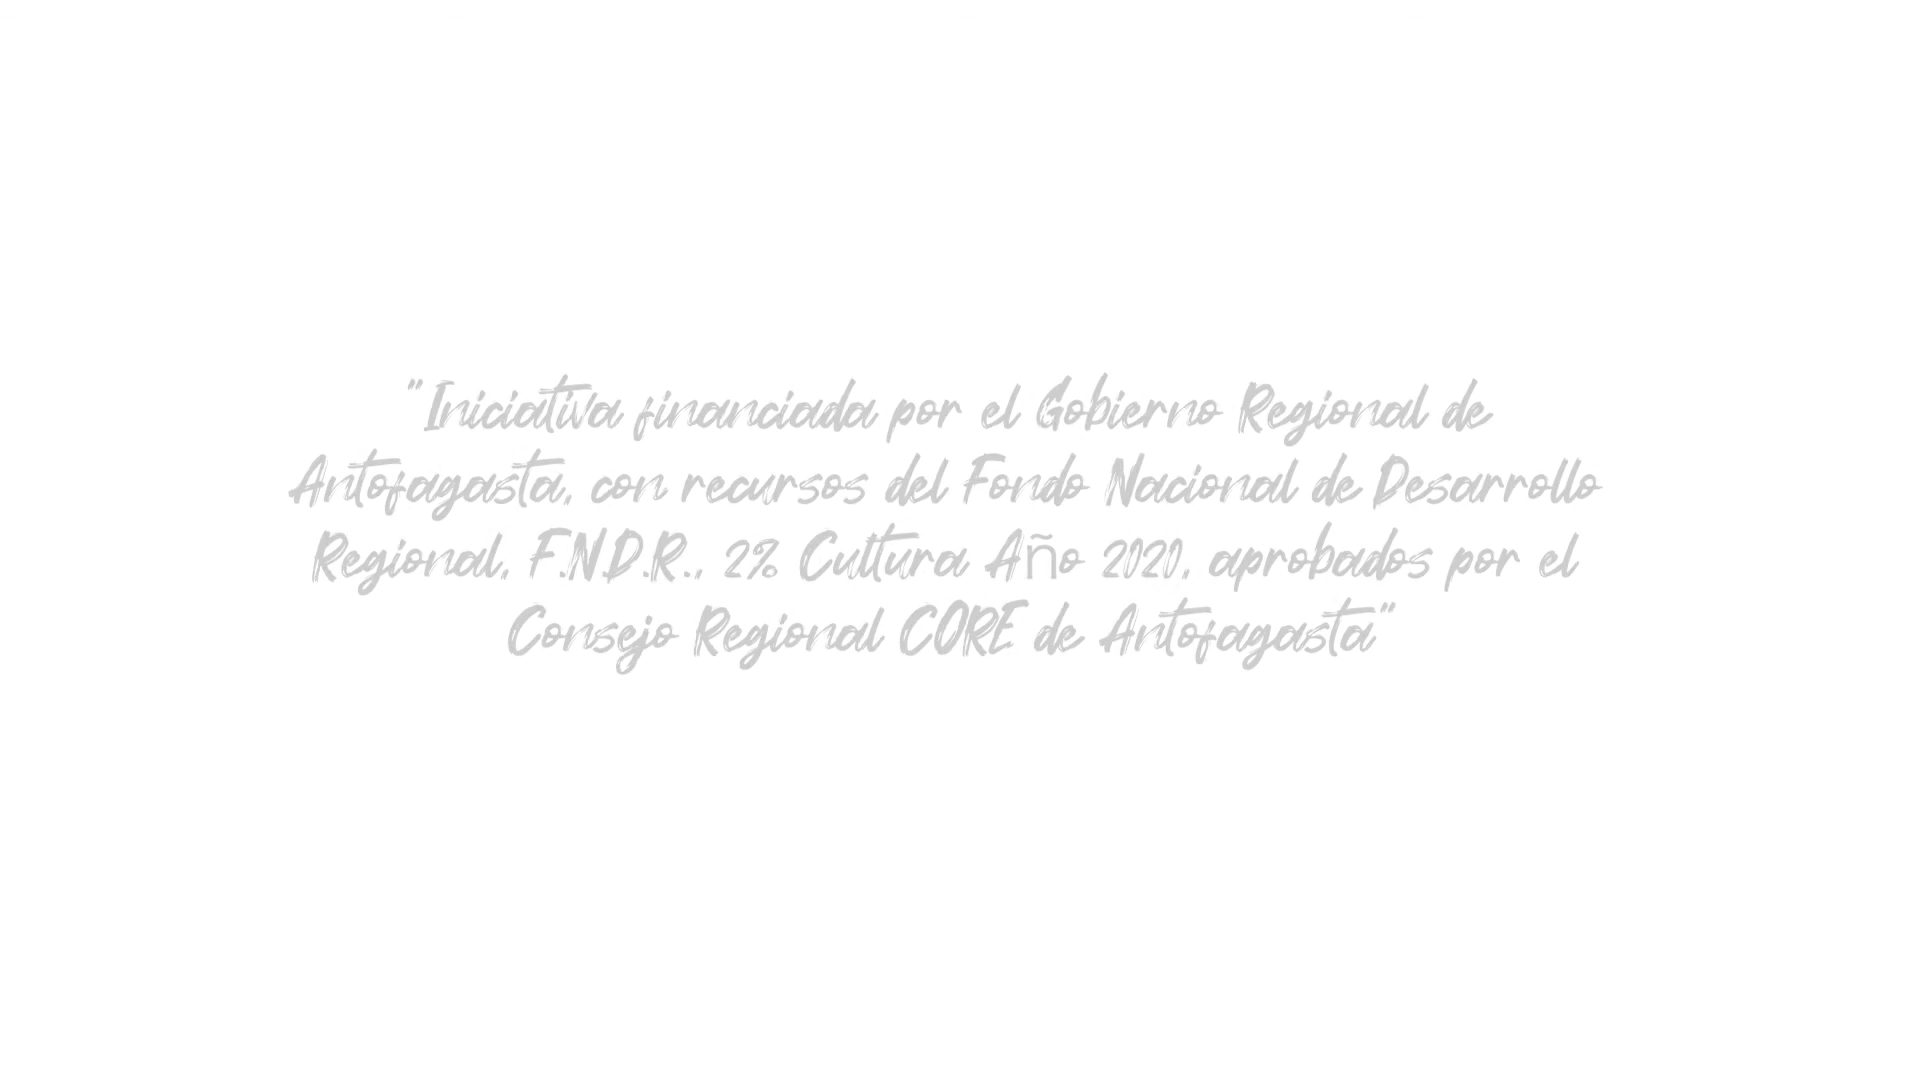 "Iniciativa financiada por el Gobierno Regional de
Antofagasta, con recursos del Fondo Nacional de Desarrollo
Regional, F.N.D.R., 2% Cultura Año 2020, aprobados por el
Consejo Regional CORE de Antofagasta"